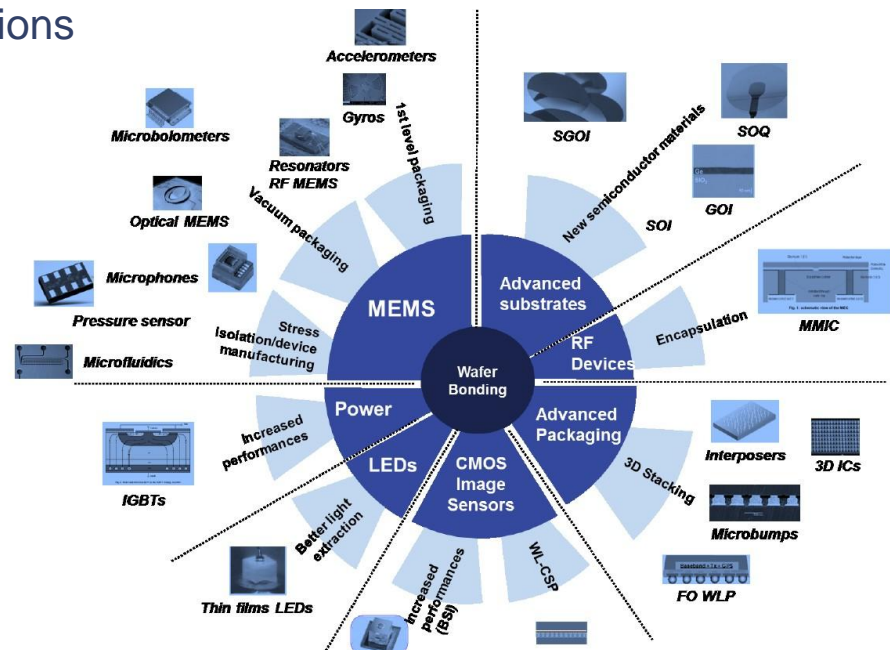 ions
Accelerometers
Gyros
1st level packaging
Microbolometers
Resonators
RF MEMS
Optical MEMS
Vacuum packaging
Microphones
Pressure sensor
Stress
isolation/device
manufacturing
Microfluidics
MEMS
SGOI
New semiconductor materials
SOQ
Ge
SiO₂
GOI
SOI
Advanced
substrates
Encapsulation
MMIC
RF
Devices
Wafer
Bonding
Power
Increased
performances
IGBTs
LEDs
Better light
extraction
Thin films LEDs
CMOS
Image
Sensors
Increased
performances
(BSI)
WL-CSP
Advanced
Packaging
3D Stacking
Interposers
3D ICs
Microbumps
FO WLP